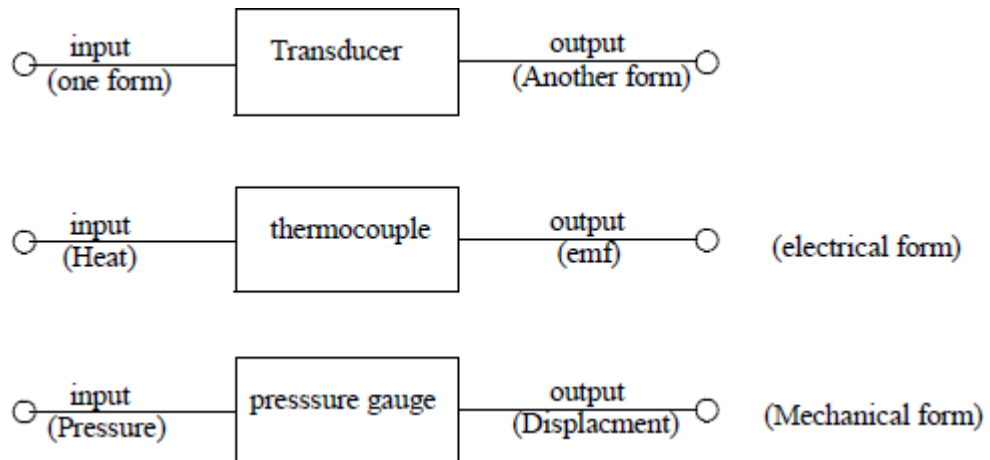 input
(one form)
Transducer
output
(Another form)
input
(Heat)
thermocouple
output
(emf)
(electrical form)
input
(Pressure)
presssure gauge
output
(Displacment)
(Mechanical form)